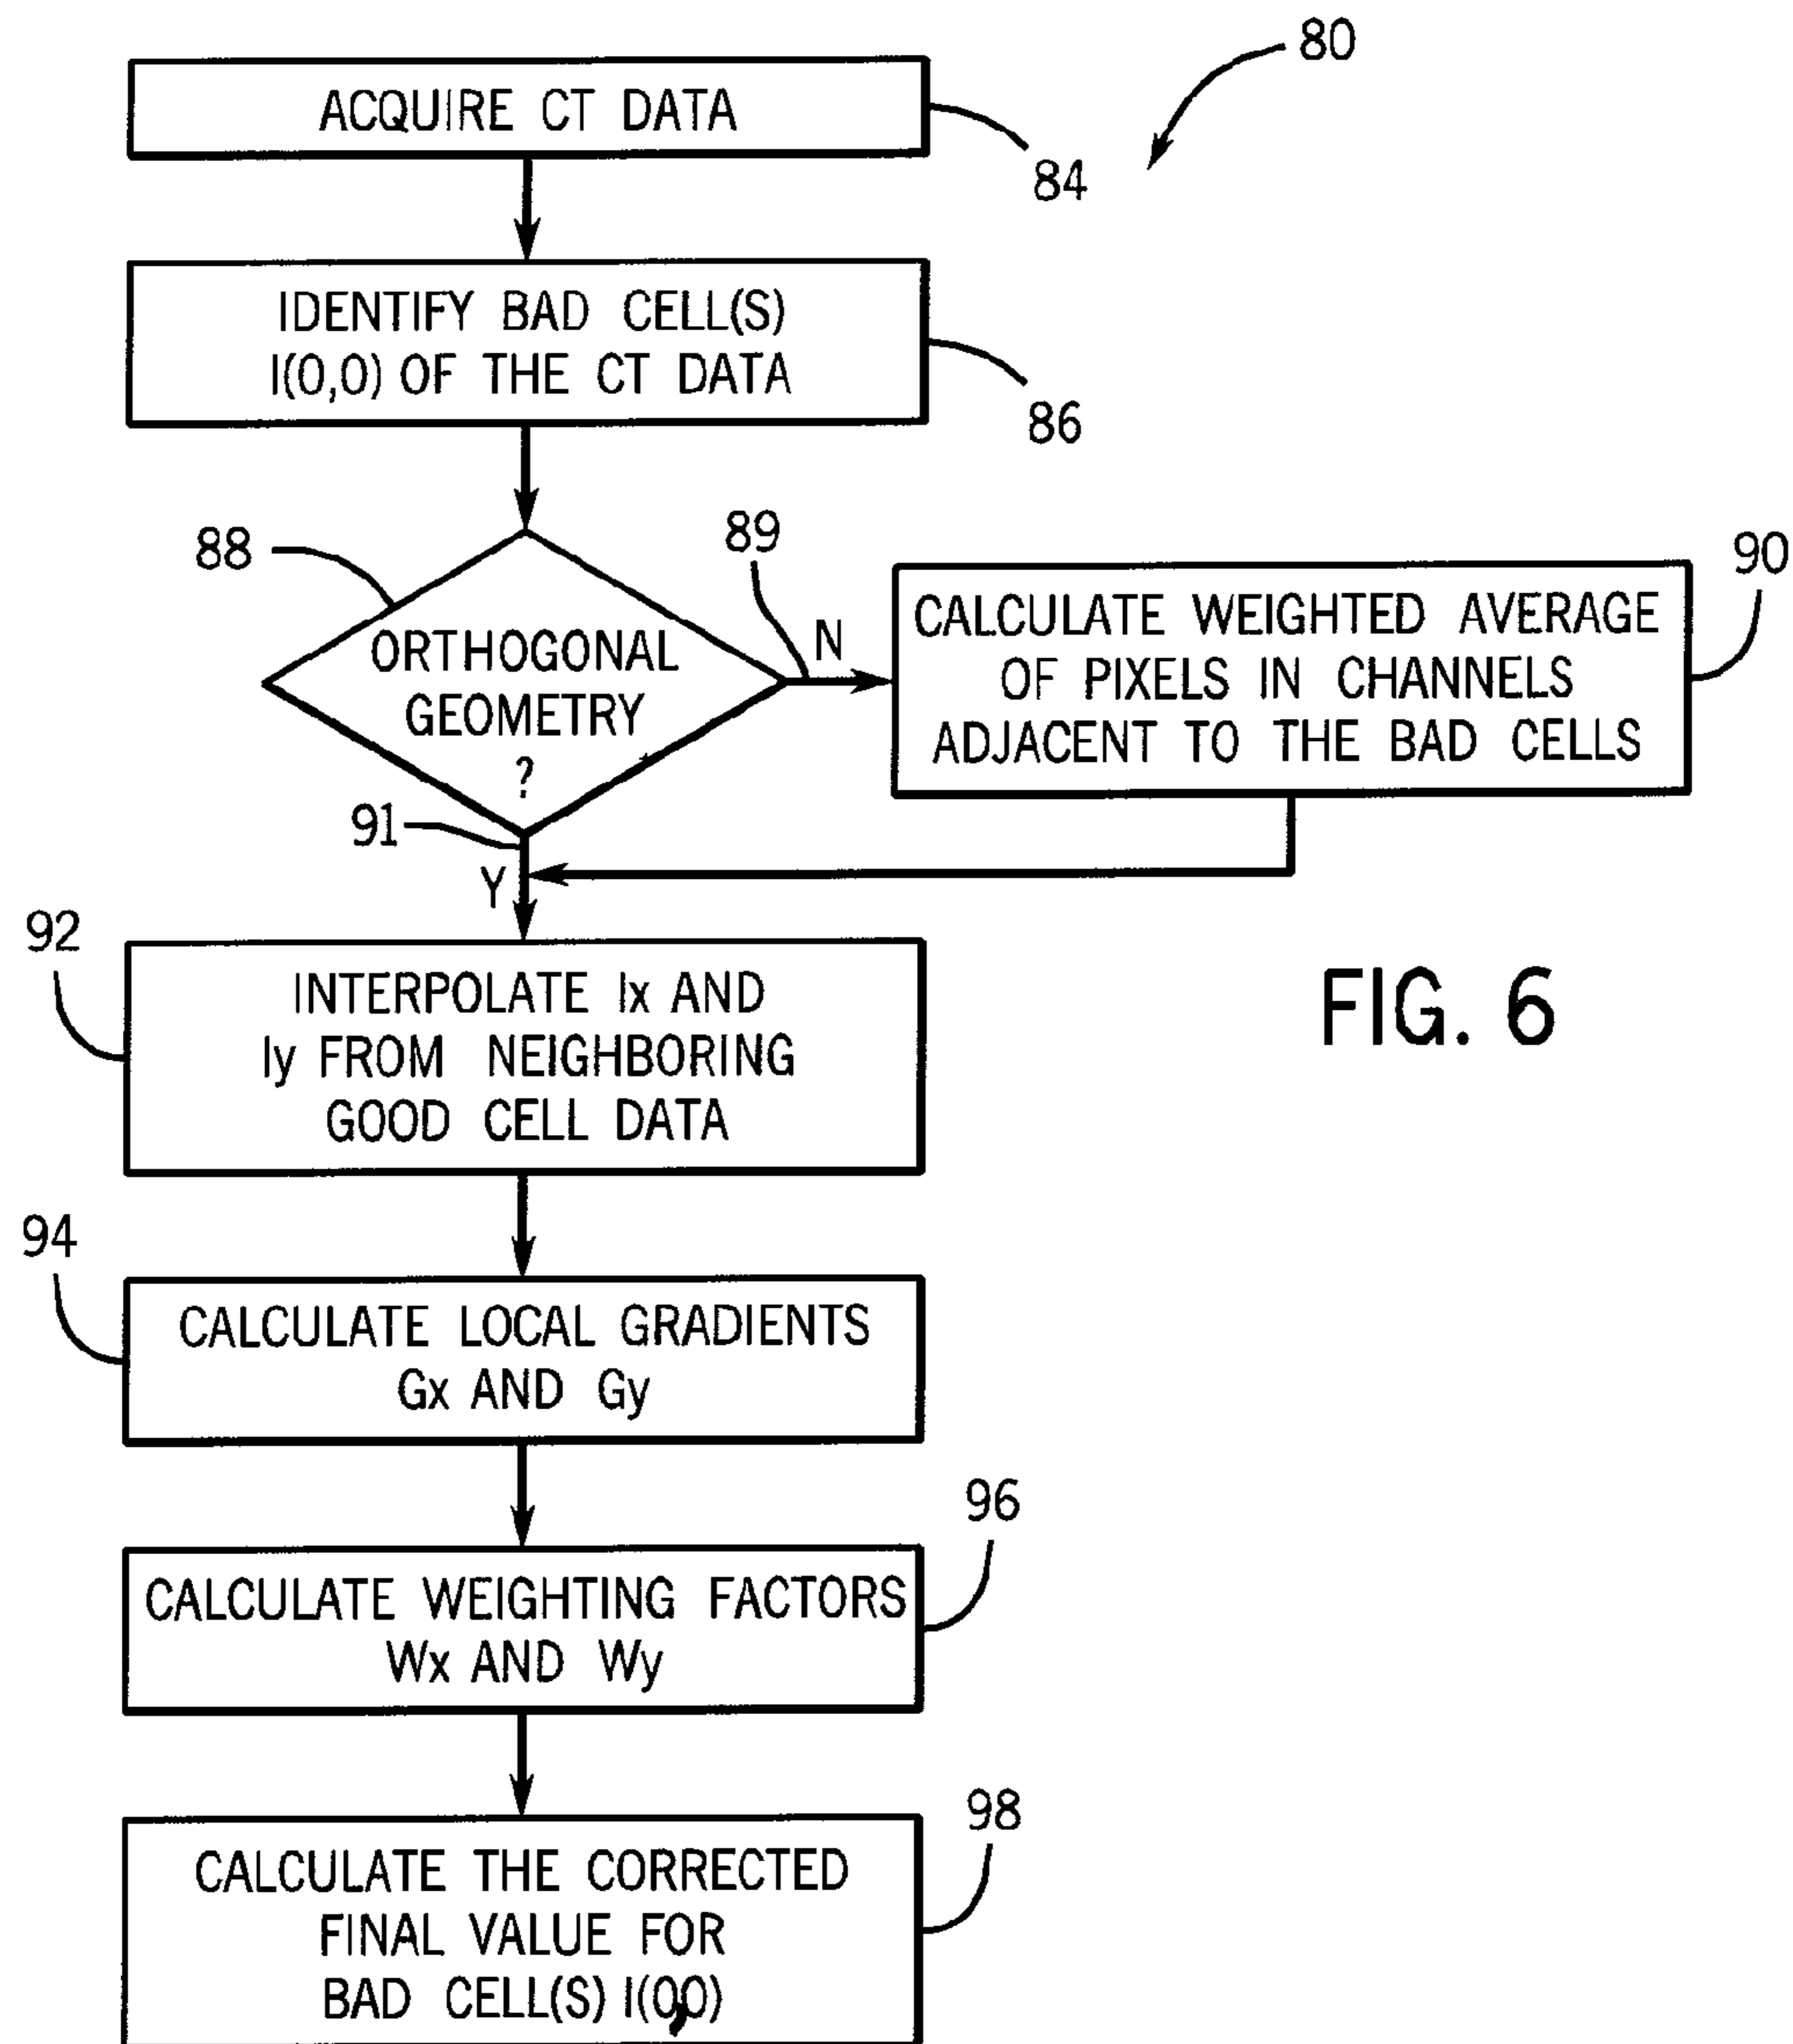 80
ACQUIRE CT DATA
84
IDENTIFY BAD CELL(S)
I(0,0) OF THE CT DATA
86
88
89
90
ORTHOGONAL
GEOMETRY
?
N
CALCULATE WEIGHTED AVERAGE
OF PIXELS IN CHANNELS
ADJACENT TO THE BAD CELLS
91
Y
92
INTERPOLATE Ix AND
Iy FROM NEIGHBORING
GOOD CELL DATA
FIG. 6
94
CALCULATE LOCAL GRADIENTS
Gx AND Gy
96
CALCULATE WEIGHTING FACTORS
Wx AND Wy
98
CALCULATE THE CORRECTED
FINAL VALUE FOR
BAD CELL(S) I(0,0)